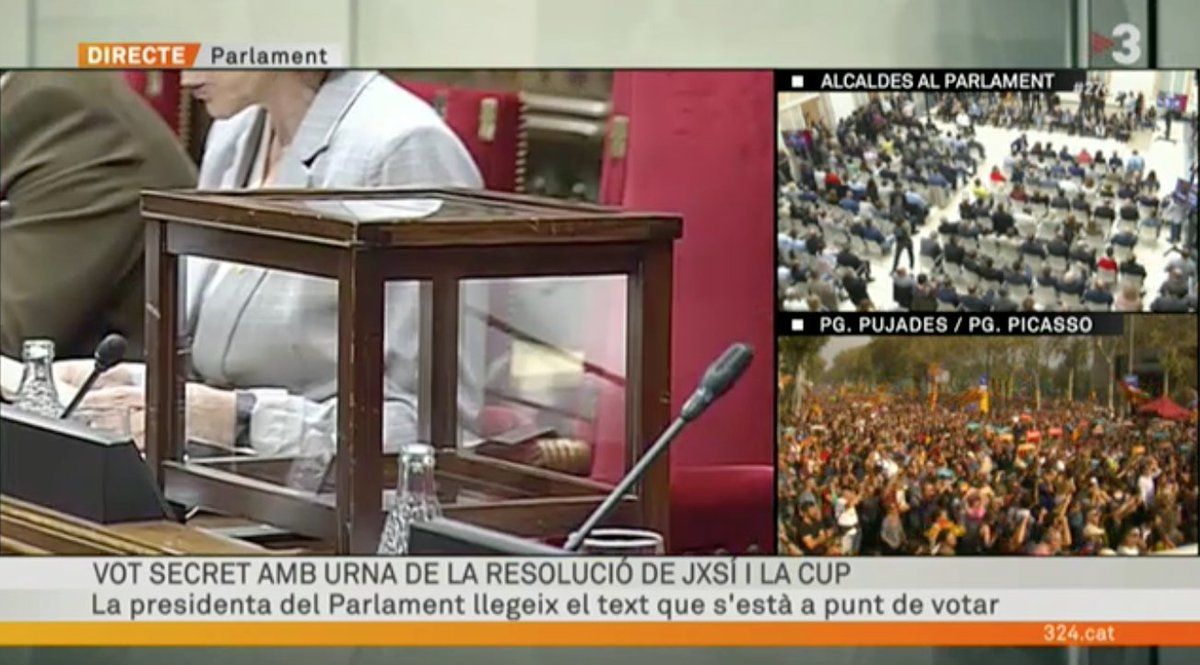 DIRECTE Parlament
3
ALCALDES AL PARLAMENT
PG. PUJADES / PG. PICASSO
VOT SECRET AMB URNA DE LA RESOLUCIÓ DE JXSÍ I LA CUP
La presidenta del Parlament llegeix el text que s'està a punt de votar
324.cat